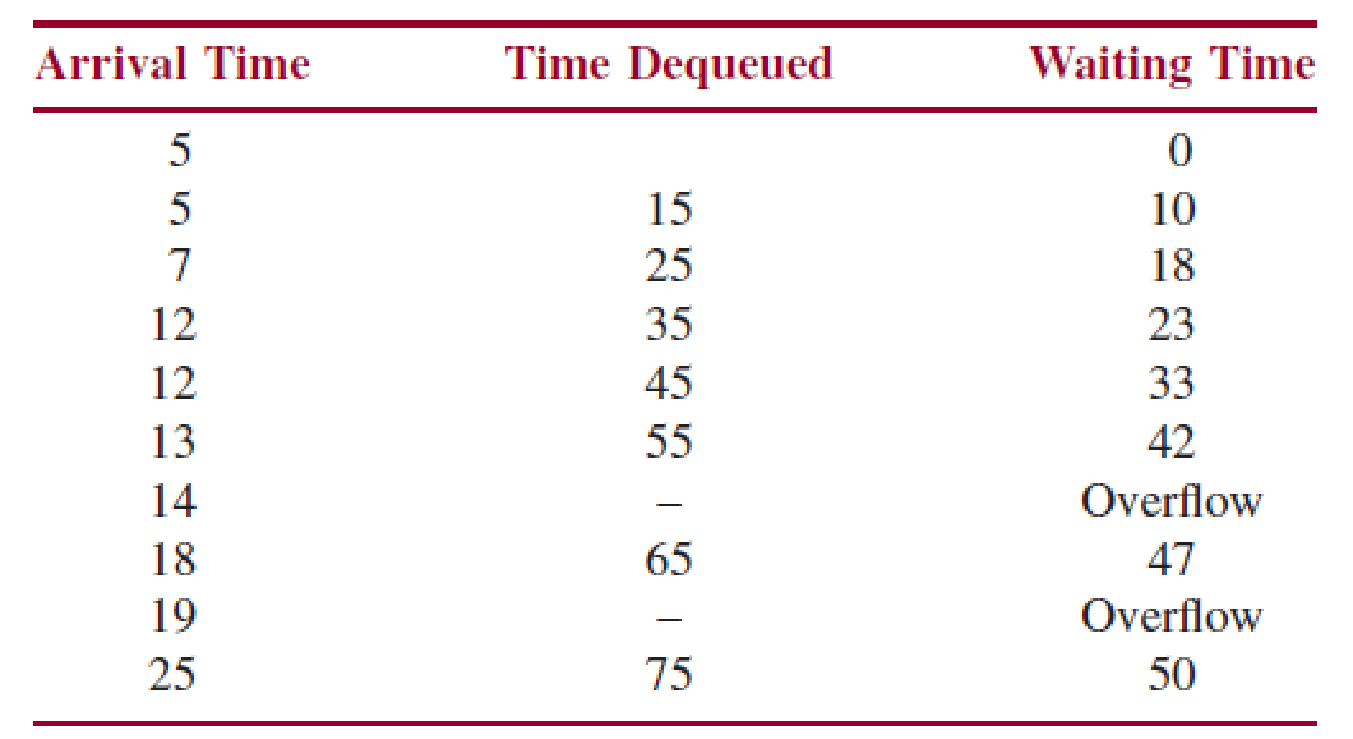 Arrival Time Time Dequeued Waiting Time
5 0
5 15 10
7 25 18
12 35 23
12 45 33
13 55 42
14 – Overflow
18 65 47
19 – Overflow
25 75 50